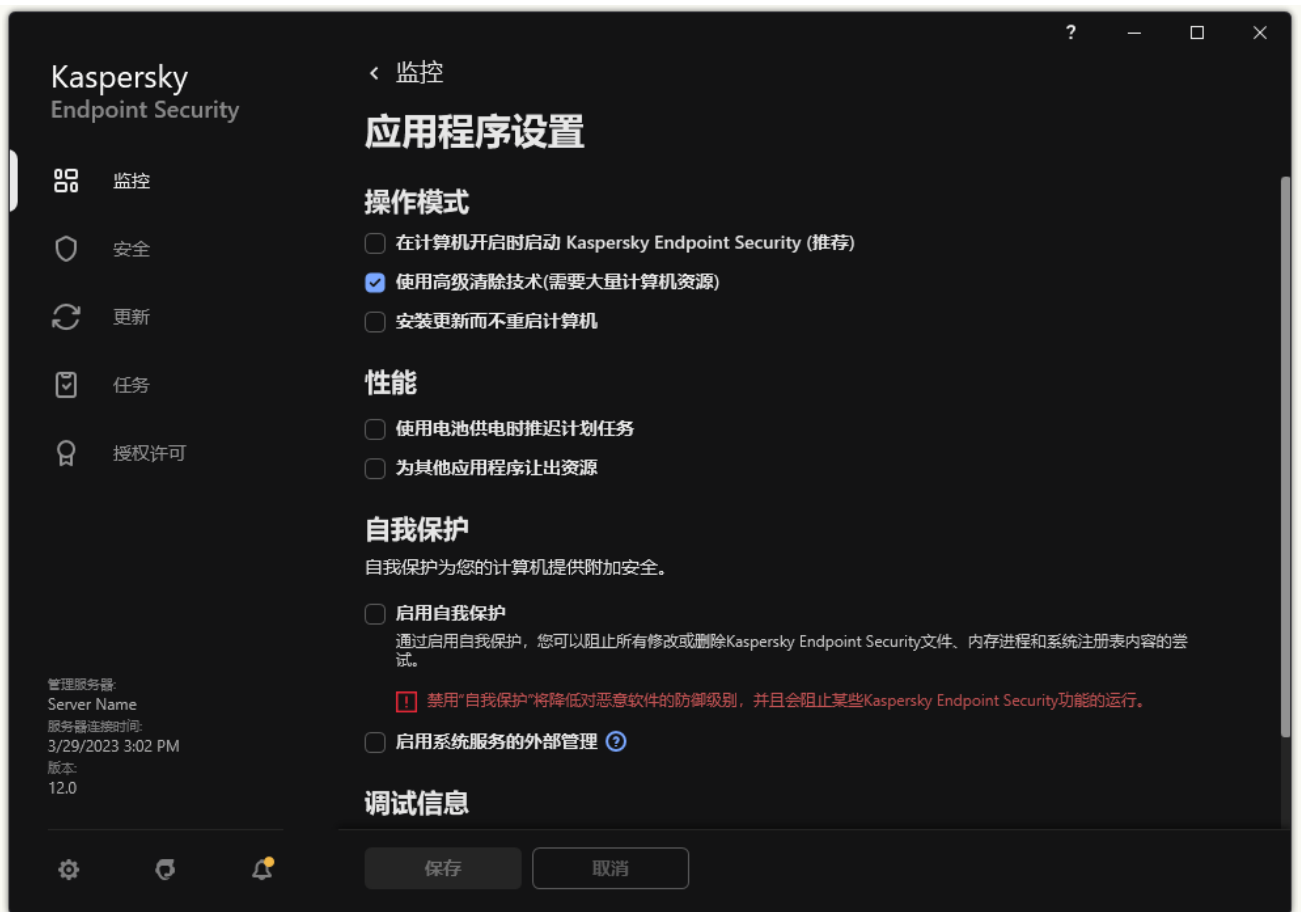 ?
Kaspersky
Endpoint Security
监控
安全
更新
任务
授权许可
管理服务器:
Server Name
服务器连接时间:
3/29/2023 3:02 PM
版本:
12.0
监控
应用程序设置
操作模式
在计算机开启时启动 Kaspersky Endpoint Security (推荐)
使用高级清除技术(需要大量计算机资源)
安装更新而不重启计算机
性能
使用电池供电时推迟计划任务
为其他应用程序让出资源
自我保护
自我保护为您的计算机提供附加安全。
启用自我保护
通过启用自我保护，您可以阻止所有修改或删除Kaspersky Endpoint Security文件、内存进程和系统注册表内容的尝
试。
禁用“自我保护”将降低对恶意软件的防御级别，并且会阻止某些Kaspersky Endpoint Security功能的运行。
启用系统服务的外部管理 ?
调试信息
保存
取消